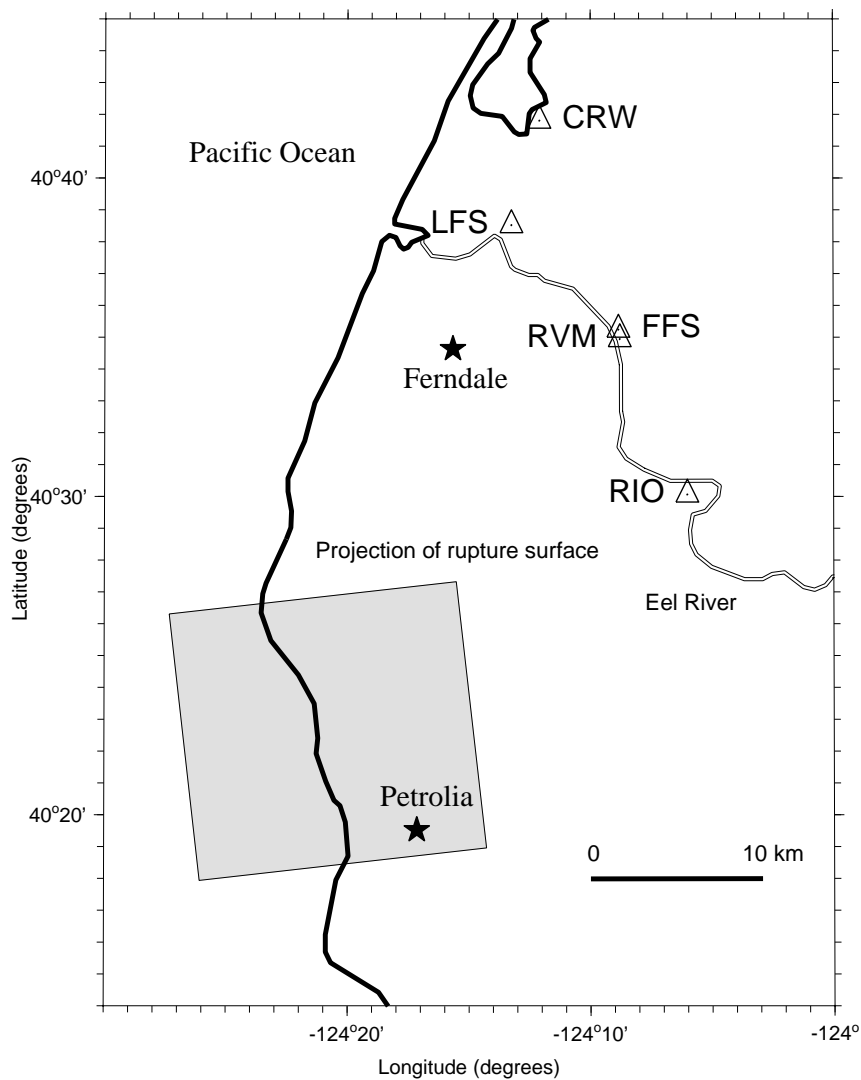 CRW
Pacific Ocean
40°40'
LFS
FFS
RVM
Ferndale
RIO
40°30'
Latitude (degrees)
Projection of rupture surface
Eel River
Petrolia
40°20'
0 10 km
-124°20' -124°10' -124°
Longitude (degrees)